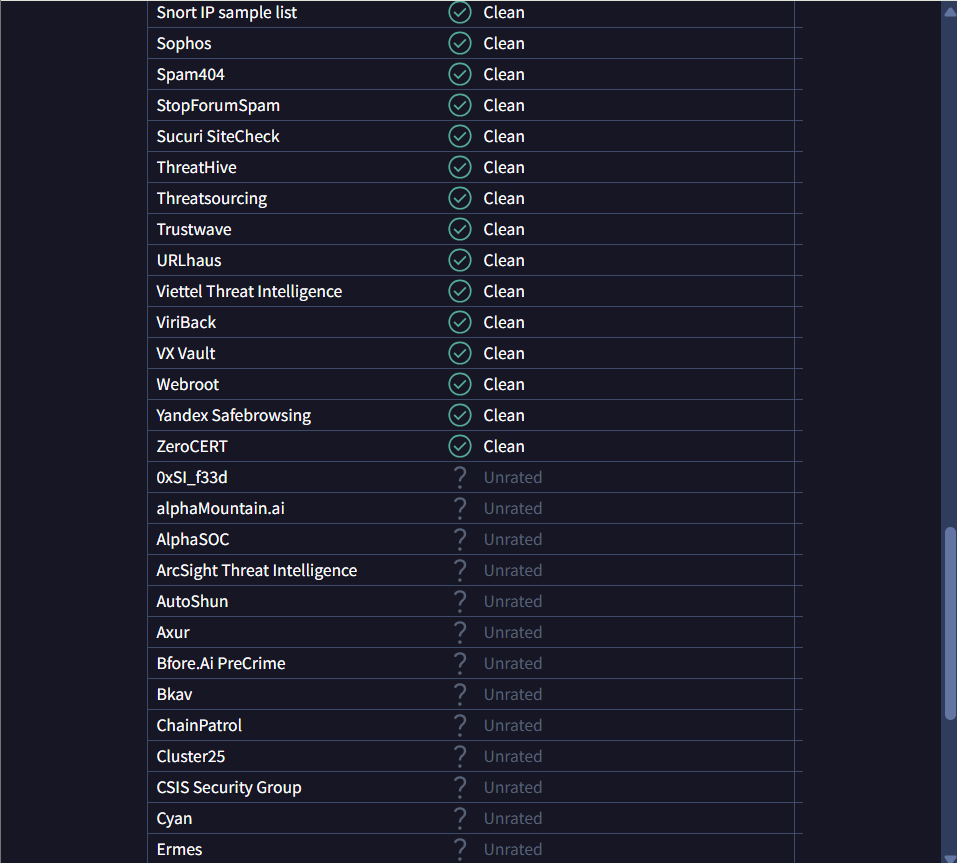 Snort IP sample list Clean
Sophos Clean
Spam404 Clean
StopForumSpam Clean
Sucuri SiteCheck Clean
ThreatHive Clean
Threatsourcing Clean
Trustwave Clean
URLhaus Clean
Viettel Threat Intelligence Clean
ViriBack Clean
VX Vault Clean
Webroot Clean
Yandex Safebrowsing Clean
ZeroCERT Clean
0xSI_f33d ? Unrated
alphaMountain.ai ? Unrated
AlphaSOC ? Unrated
ArcSight Threat Intelligence ? Unrated
AutoShun ? Unrated
Axur ? Unrated
Bfore.Ai PreCrime ? Unrated
Bkav ? Unrated
ChainPatrol ? Unrated
Cluster25 ? Unrated
CSIS Security Group ? Unrated
Cyan ? Unrated
Ermes ? Unrated